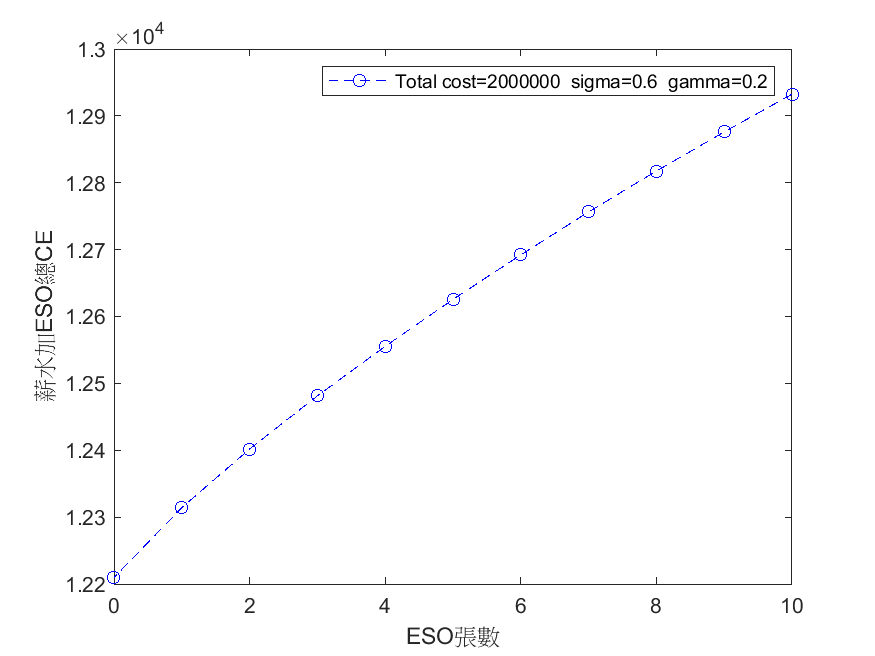 ×10⁴
1.3
1.29
1.28
1.27
1.26
1.25
1.24
1.23
1.22
薪水加ESO總CE
Total cost=2000000 sigma=0.6 gamma=0.2
0 2 4 6 8 10
ESO張數